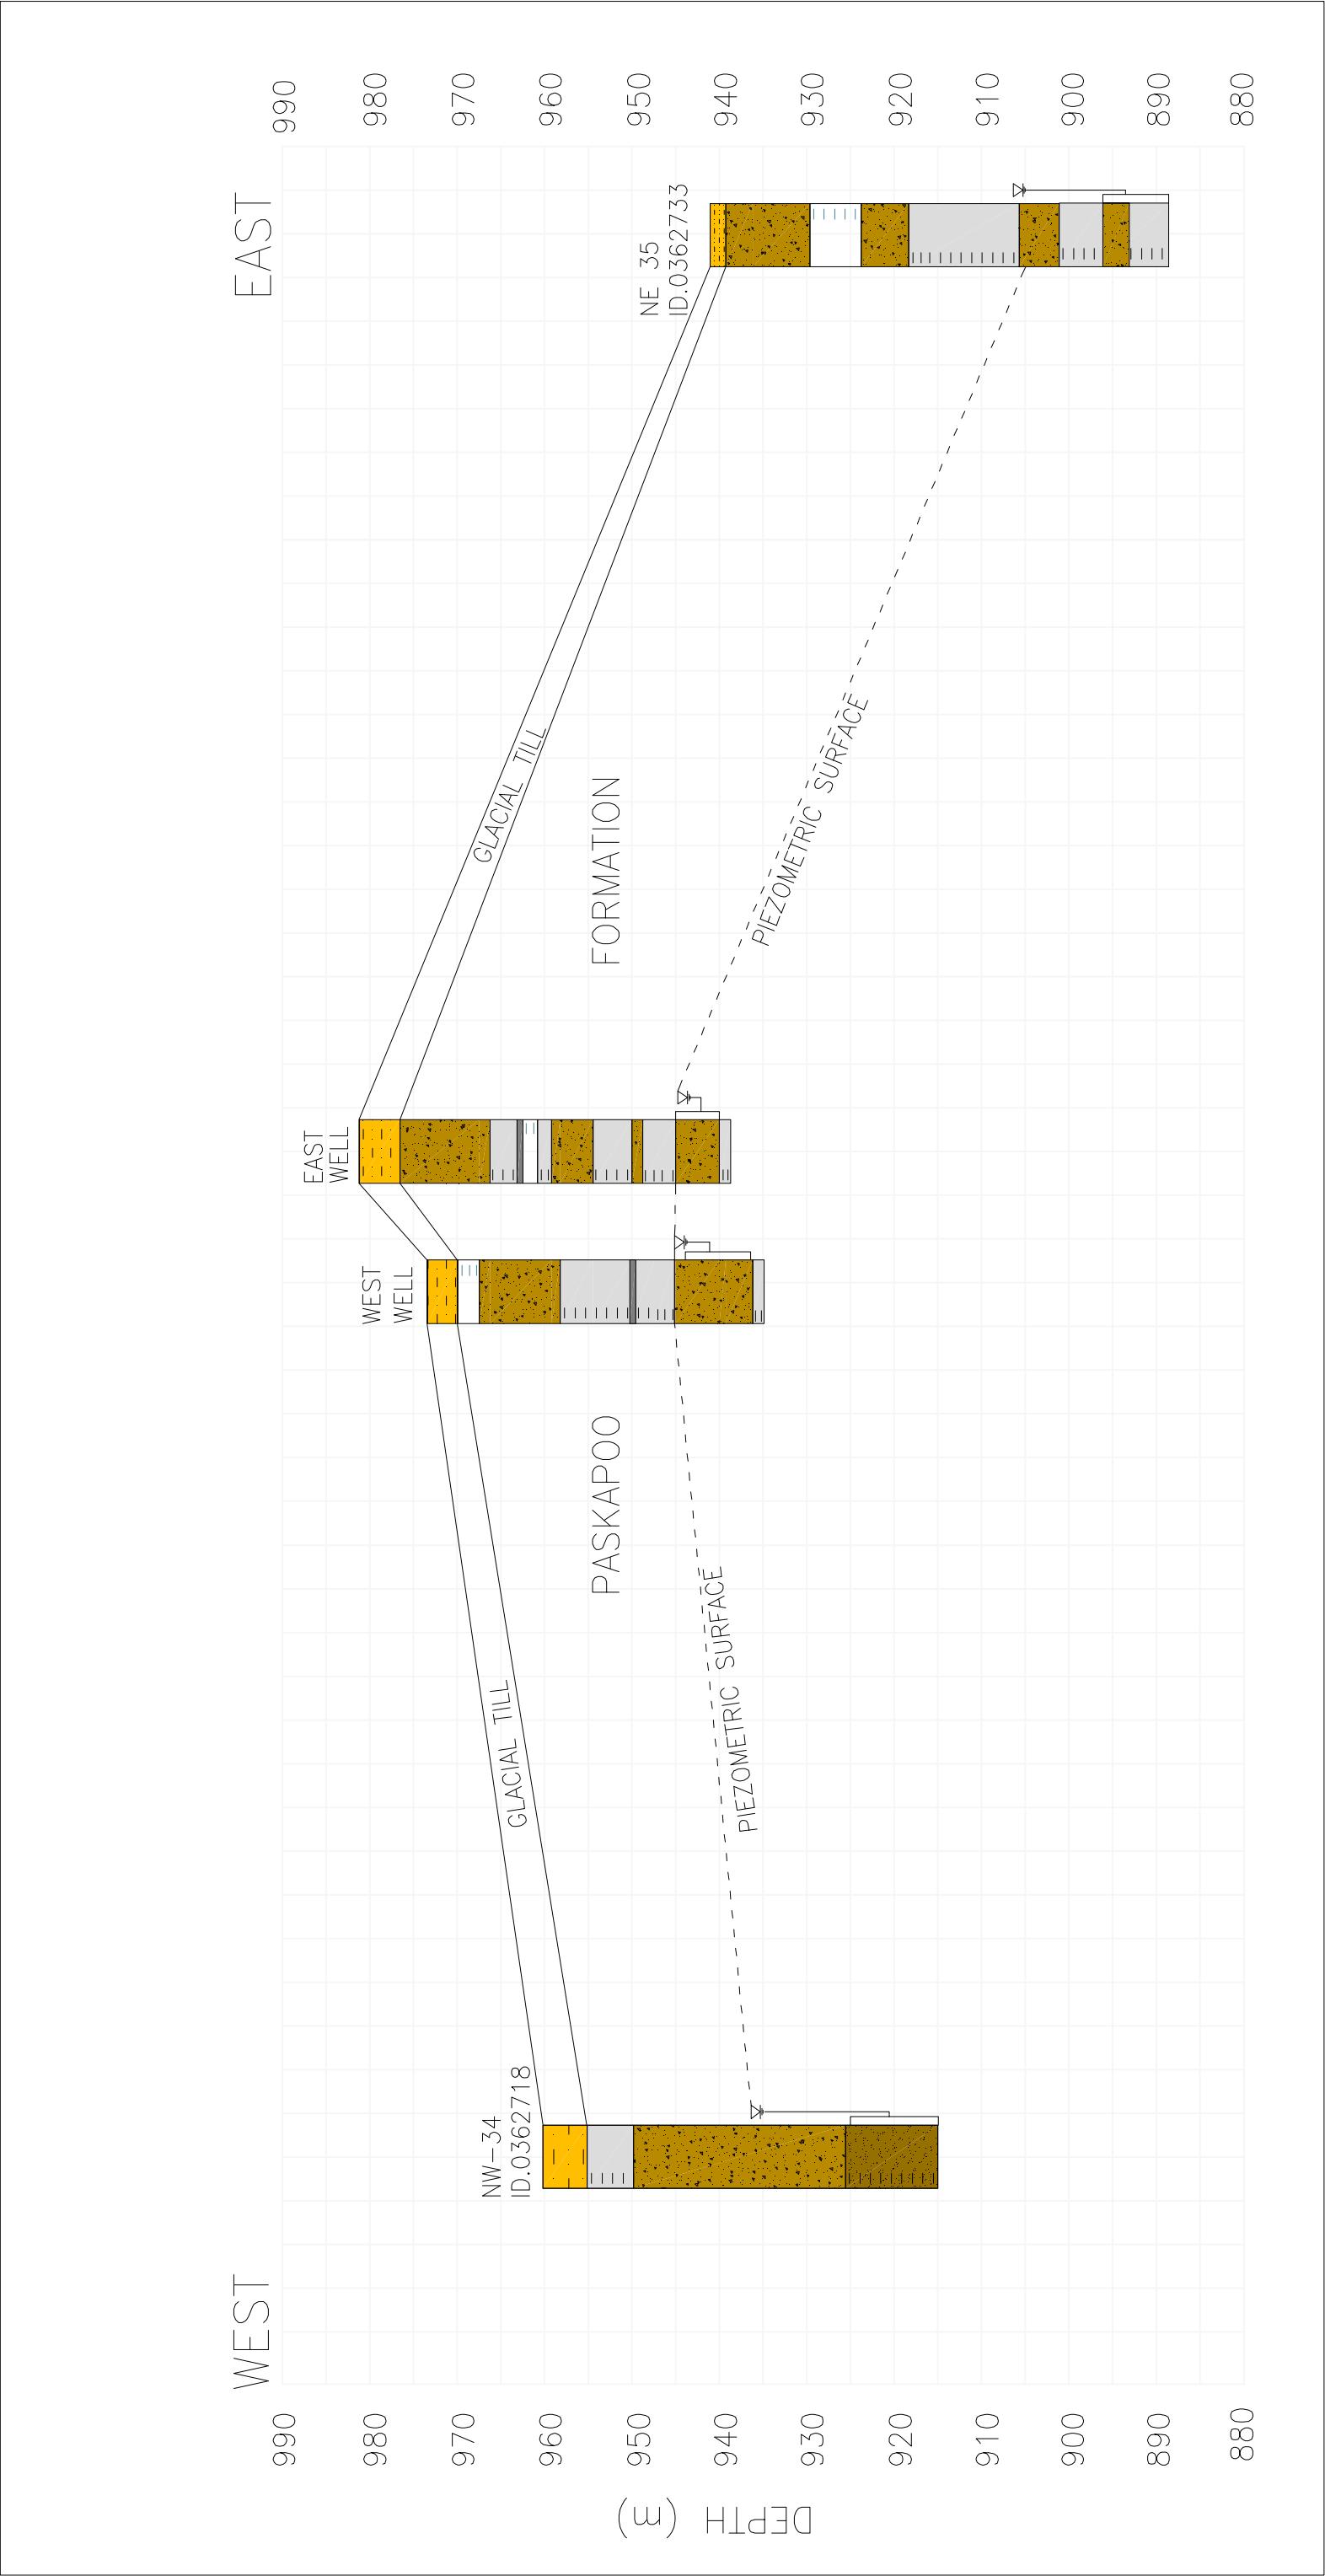 WEST
EAST
DEPTH (m)
990
980
970
960
950
940
930
920
910
900
890
880
NW-34
ID.0362718
WEST
WELL
EAST
WELL
NE 35
ID.03627733
GLACIAL TILL
GLACIAL TILL
PASKAPOO
FORMATION
PIEZOMETRIC SURFACE
PIEZOMETRIC SURFACE
990
980
970
960
950
940
930
920
910
900
890
880